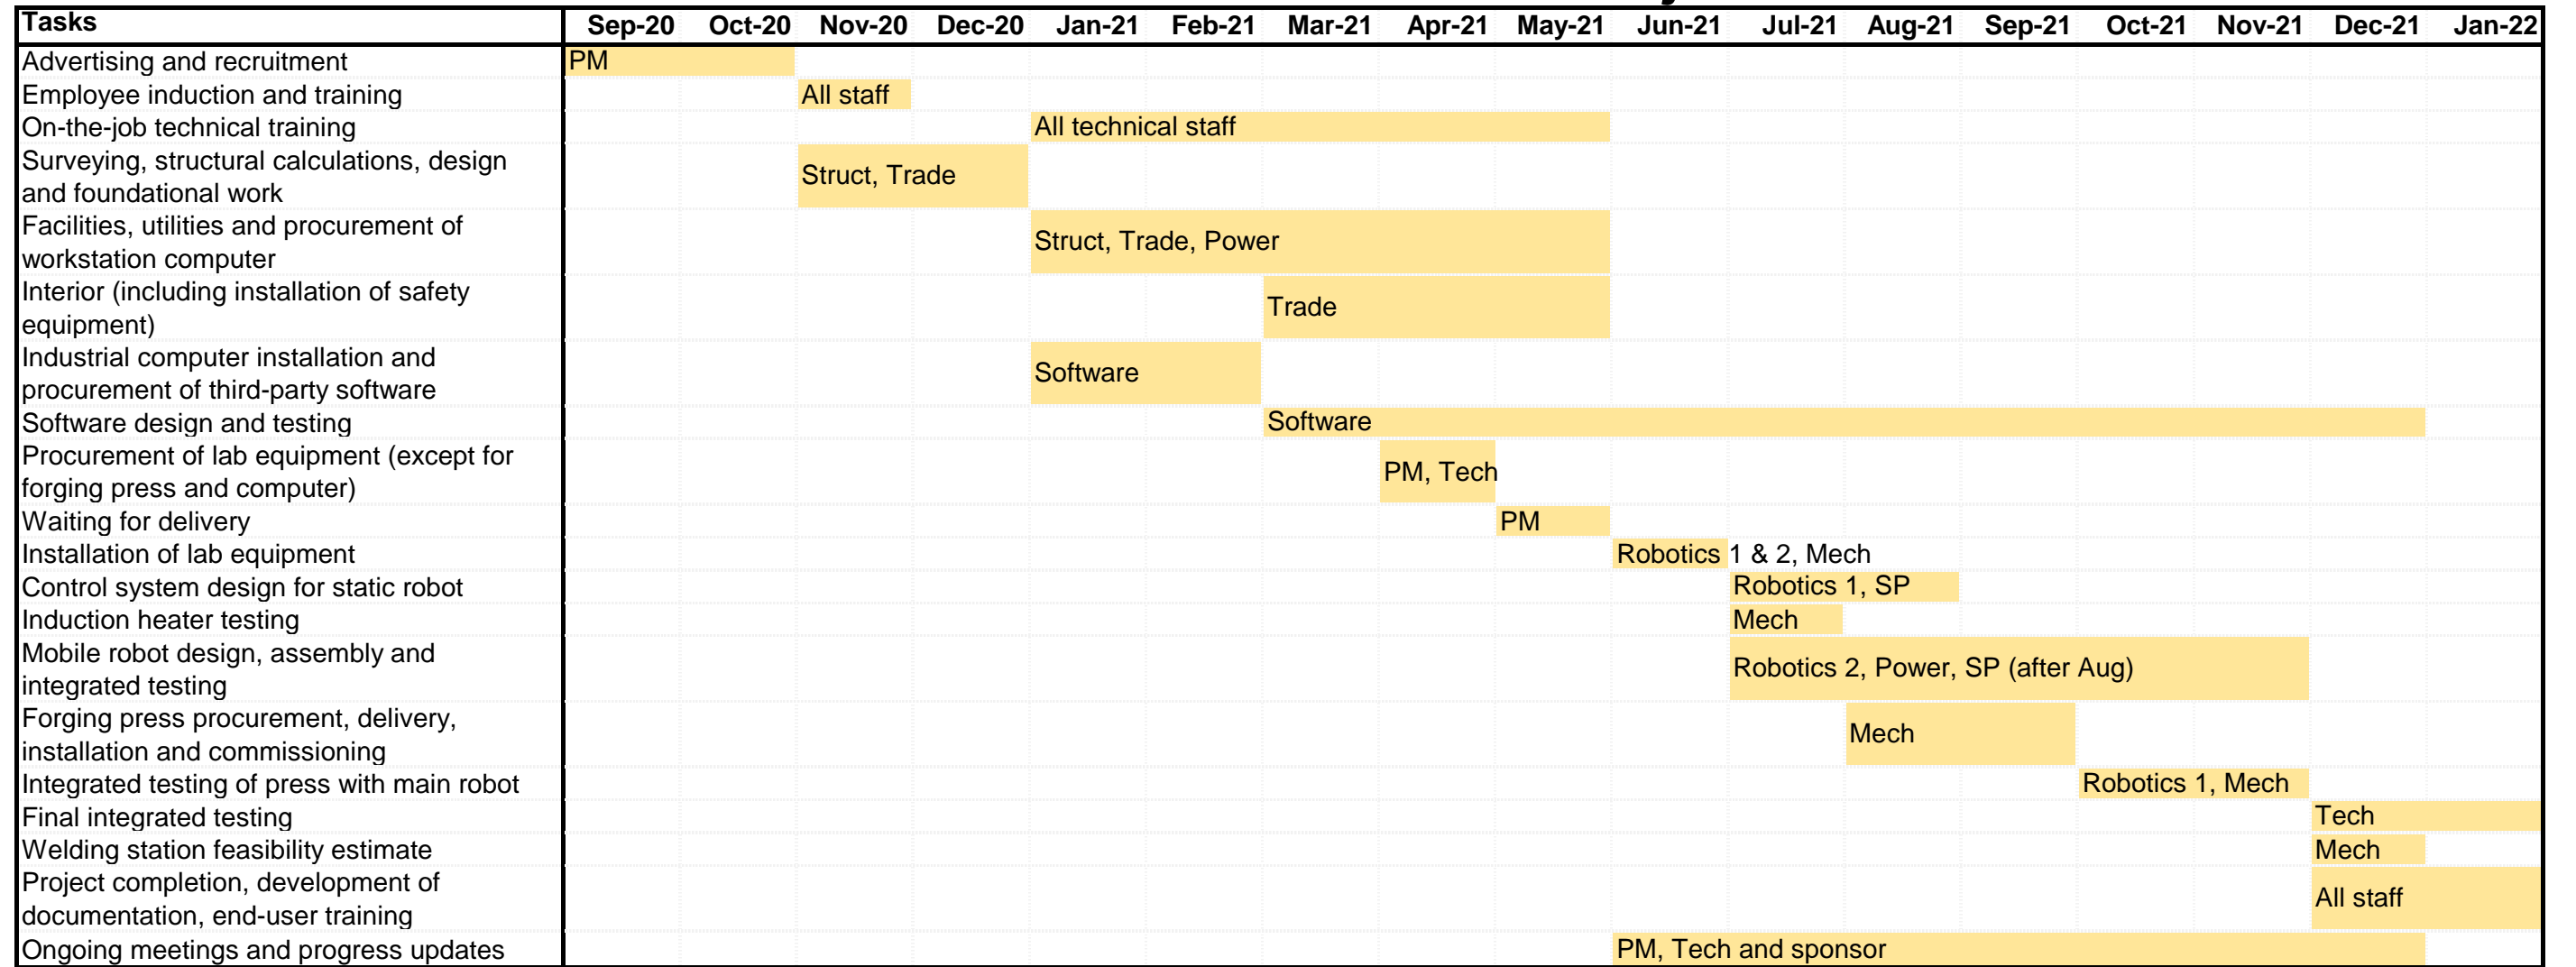 Tasks Sep-20 Oct-20 Nov-20 Dec-20 Jan-21 Feb-21 Mar-21 Apr-21 May-21 Jun-21 Jul-21 Aug-21 Sep-21 Oct-21 Nov-21 Dec-21 Jan-22
Advertising and recruitment PM
Employee induction and training All staff
On-the-job technical training All technical staff
Surveying, structural calculations, design
and foundational work
Struct, Trade
Facilities, utilities and procurement of
workstation computer
Struct, Trade, Power
Interior (including installation of safety
equipment)
Trade
Industrial computer installation and
procurement of third-party software
Software
Software design and testing Software
Procurement of lab equipment (except for
forging press and computer)
PM, Tech
Waiting for delivery PM
Installation of lab equipment Robotics 1 & 2, Mech
Control system design for static robot Robotics 1, SP
Induction heater testing Mech
Mobile robot design, assembly and
integrated testing
Robotics 2, Power, SP (after Aug)
Forging press procurement, delivery,
installation and commissioning
Mech
Integrated testing of press with main robot Robotics 1, Mech
Final integrated testing Tech
Welding station feasibility estimate Mech
Project completion, development of
documentation, end-user training
All staff
Ongoing meetings and progress updates PM, Tech and sponsor